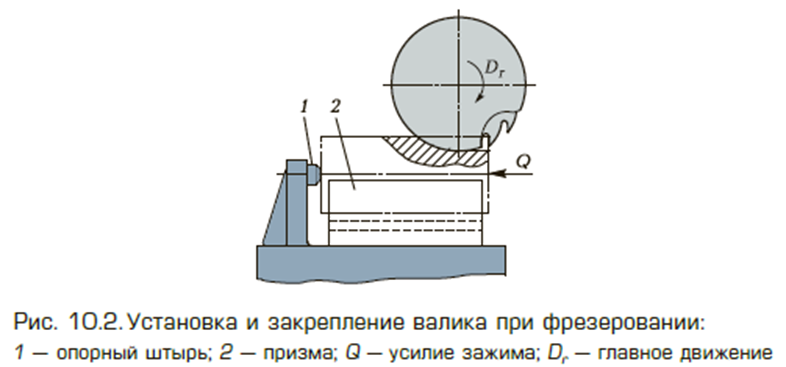 Dr
1 2
Q
Рис. 10.2. Установка и закрепление валика при фрезеровании:
1 — опорный штырь; 2 — призма; Q — усилие зажима; Dr — главное движение